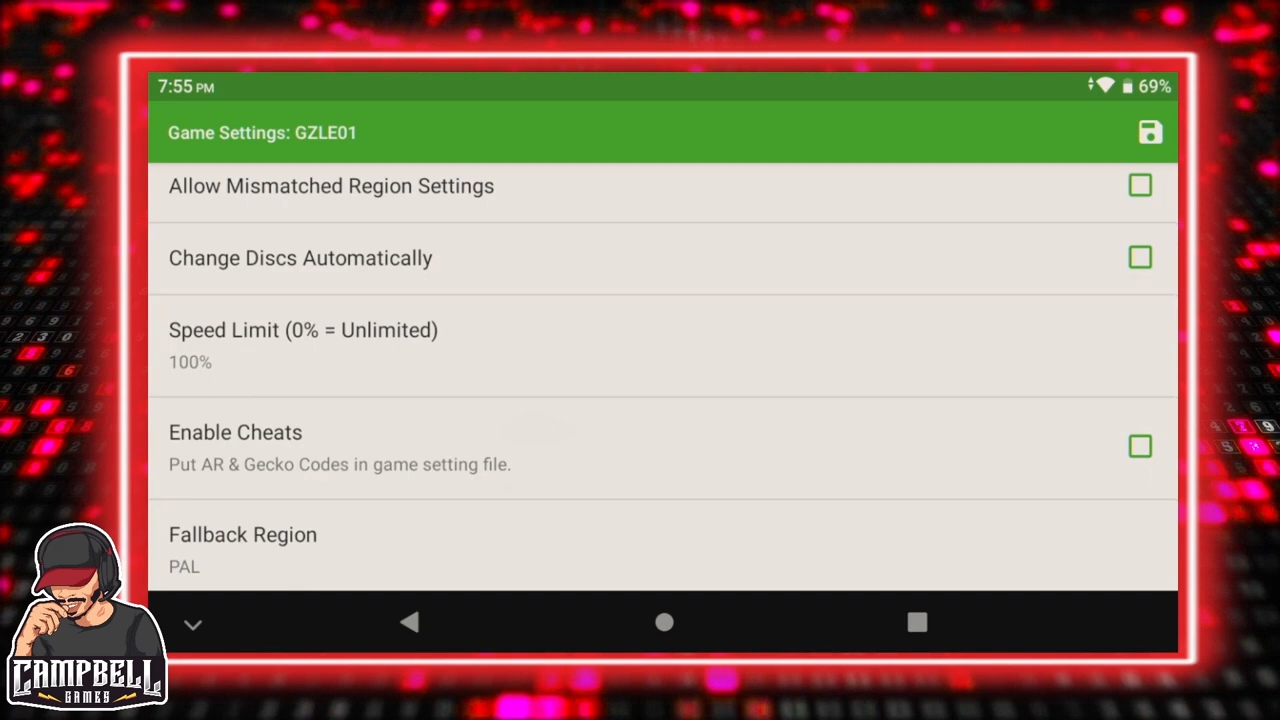 7:55 PM
69%
Game Settings: GZLE01
Allow Mismatched Region Settings
Change Discs Automatically
Speed Limit (0% = Unlimited)
100%
Enable Cheats
Put AR & Gecko Codes in game setting file.
Fallback Region
PAL
CAMPBELL
GAMES